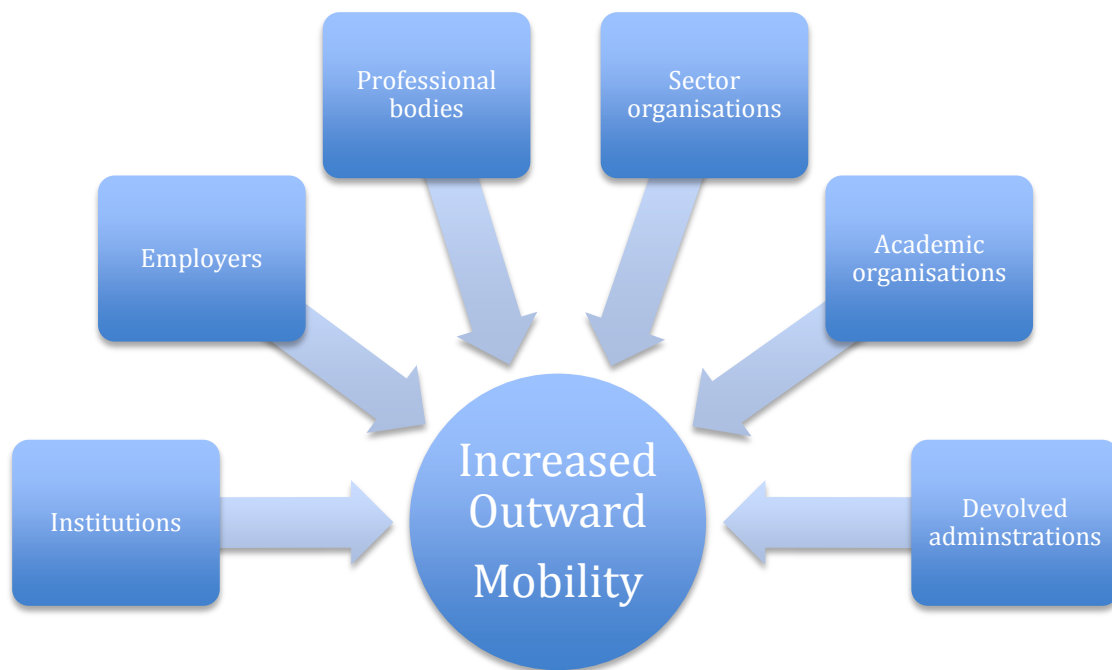 Professional
bodies
Sector
organisations
Employers
Academic
organisations
Institutions
Increased
Outward
Mobility
Devolved
adminstrations